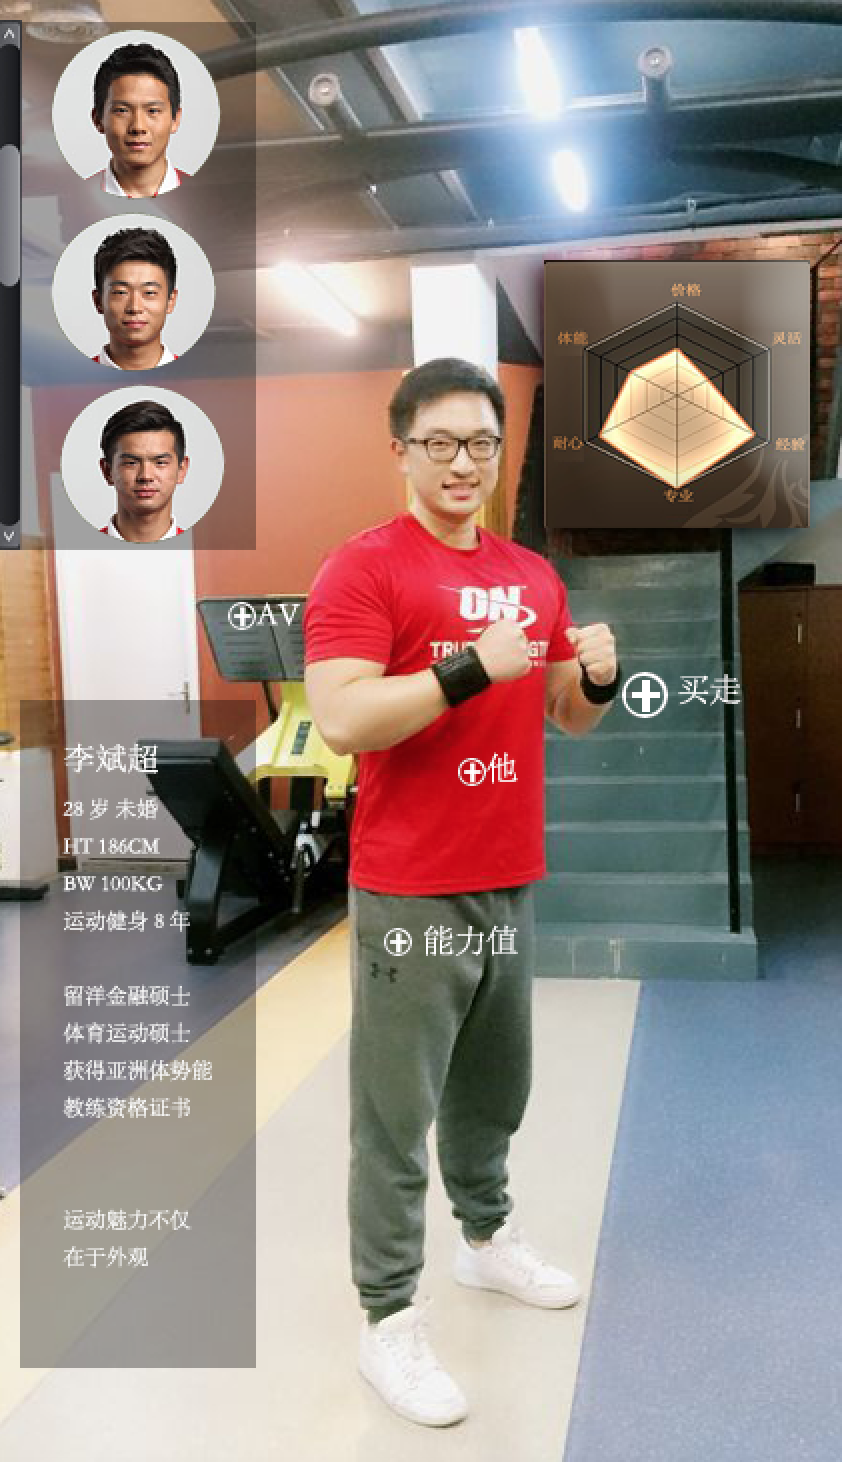 价格
体能
灵活
耐心
经验
专业
ON
AV
买走
他
李斌超
28 岁 未婚
HT 186CM
BW 100KG
运动健身 8 年
能力值
留洋金融硕士
体育运动硕士
获得亚洲体势能
教练资格证书
运动魅力不仅
在于外观